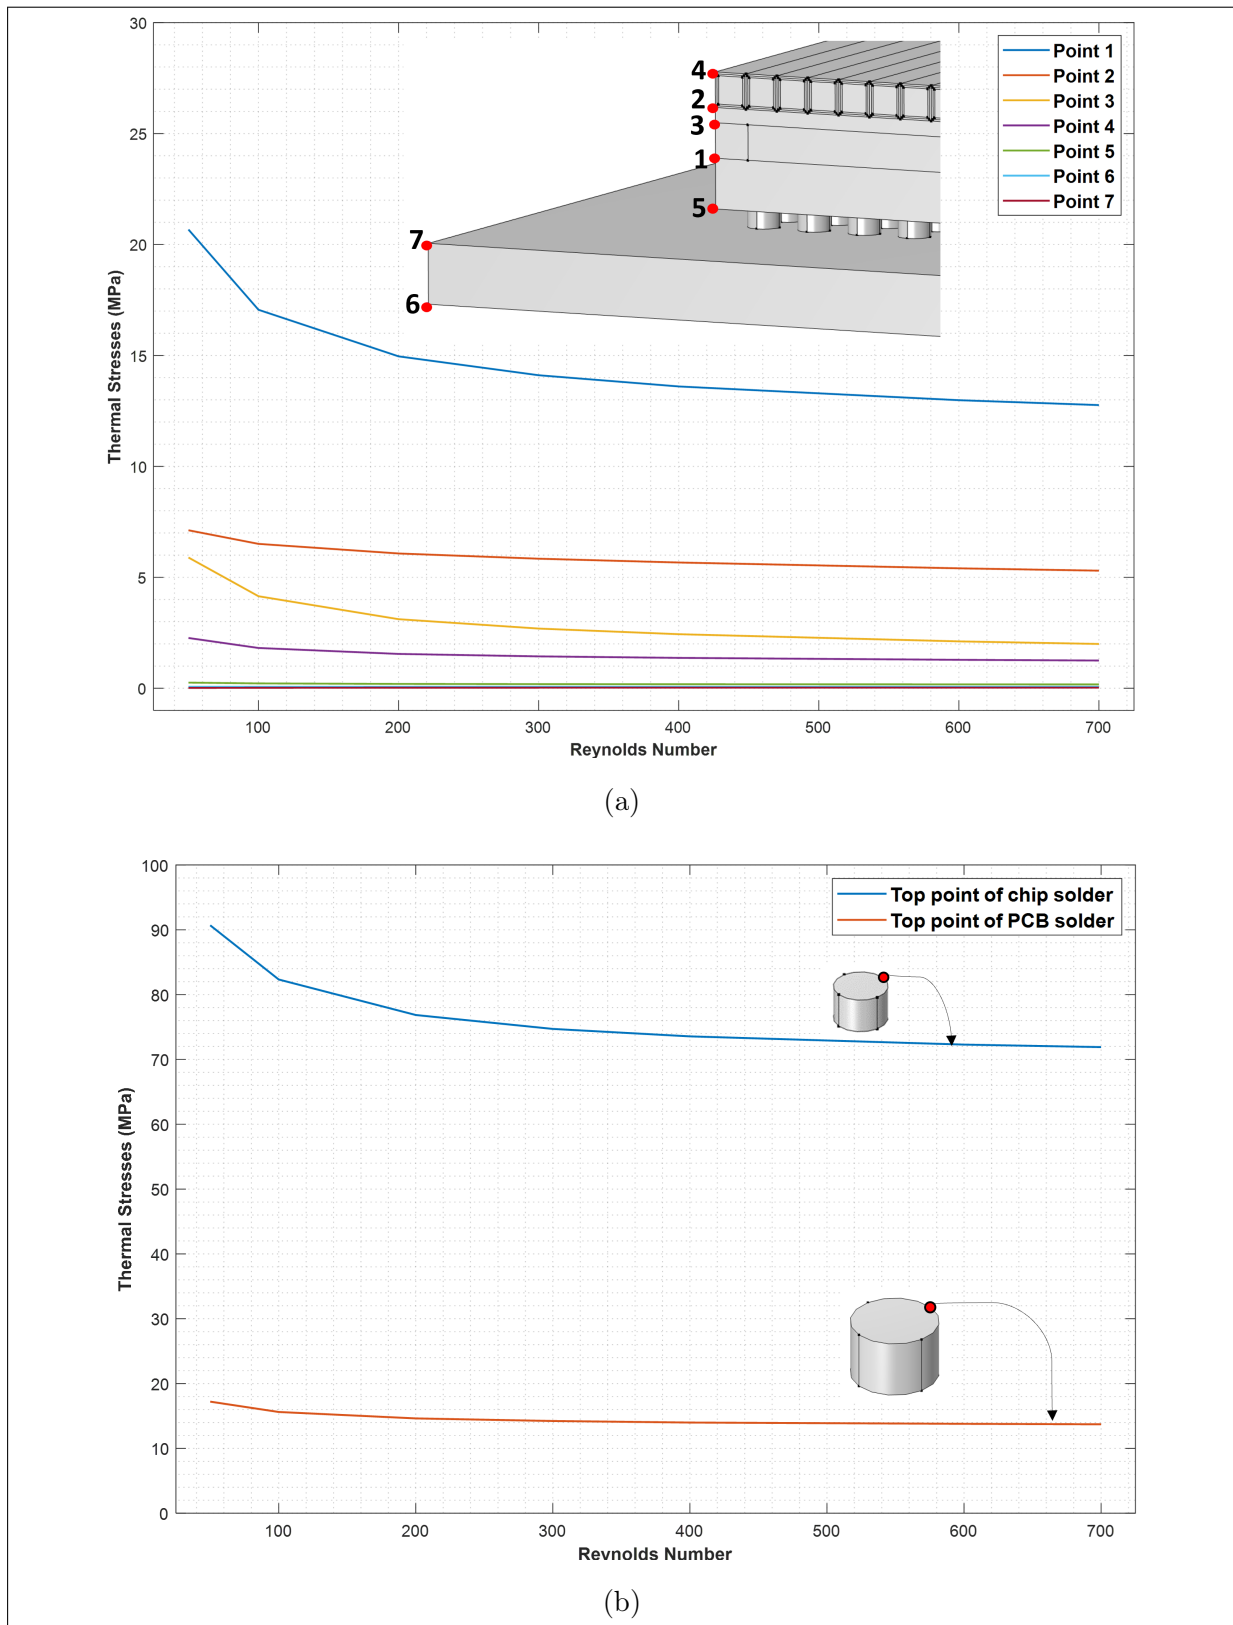 30
25
20
15
10
5
0
Thermal Stresses (MPa)
4
2
3
1
5
7
6
Point 1
Point 2
Point 3
Point 4
Point 5
Point 6
Point 7
100 200 300 400 500 600 700
Reynolds Number
(a)
100
90
80
70
60
50
40
30
20
10
0
Thermal Stresses (MPa)
Top point of chip solder
Top point of PCB solder
100 200 300 400 500 600 700
Reynolds Number
(b)